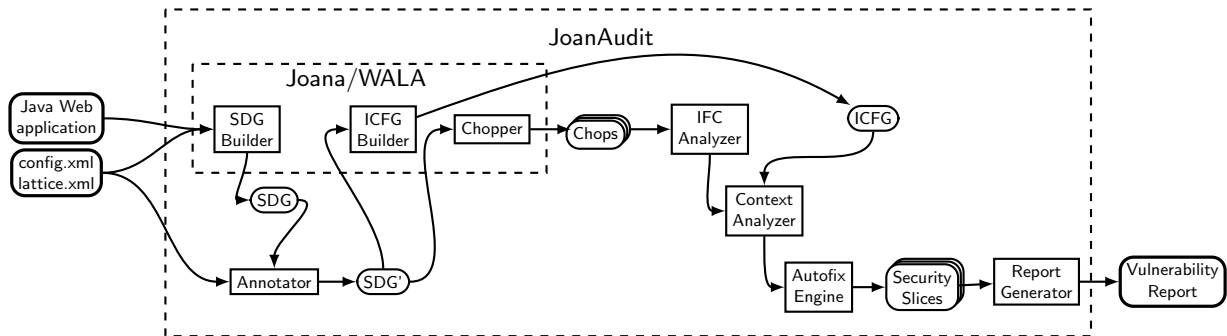 JoanAudit
Joana/WALA
Java Web
application
config.xml
lattice.xml
SDG
Builder
ICFG
Builder
Chopper
Chops
IFC
Analyzer
ICFG
SDG
Context
Analyzer
Annotator
SDG'
Autofix
Engine
Security
Slices
Report
Generator
Vulnerability
Report